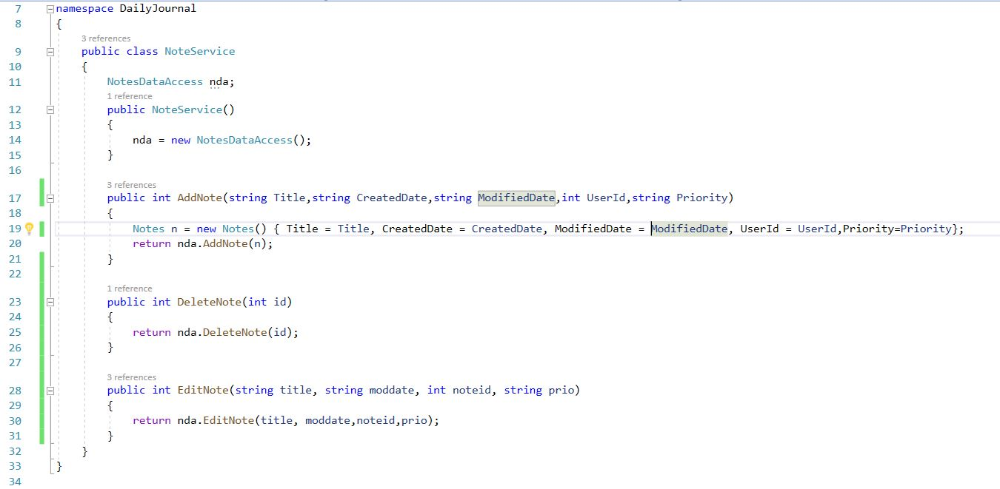 7 namespace DailyJournal
8 {
3 references
9 public class NoteService
10 {
11 NotesDataAccess nda;
1 reference
12 public NoteService()
13 {
14 nda = new NotesDataAccess();
15 }
16
3 references
17 public int AddNote(string Title,string CreatedDate,string ModifiedDate,int UserId,string Priority)
18 {
19 Notes n = new Notes() { Title = Title, CreatedDate = CreatedDate, ModifiedDate = ModifiedDate, UserId = UserId,Priority=Priority};
20 return nda.AddNote(n);
21 }
22
1 reference
23 public int DeleteNote(int id)
24 {
25 return nda.DeleteNote(id);
26 }
27
3 references
28 public int EditNote(string title, string moddate, int noteid, string prio)
29 {
30 return nda.EditNote(title, moddate,noteid,prio);
31 }
32 }
33 }
34